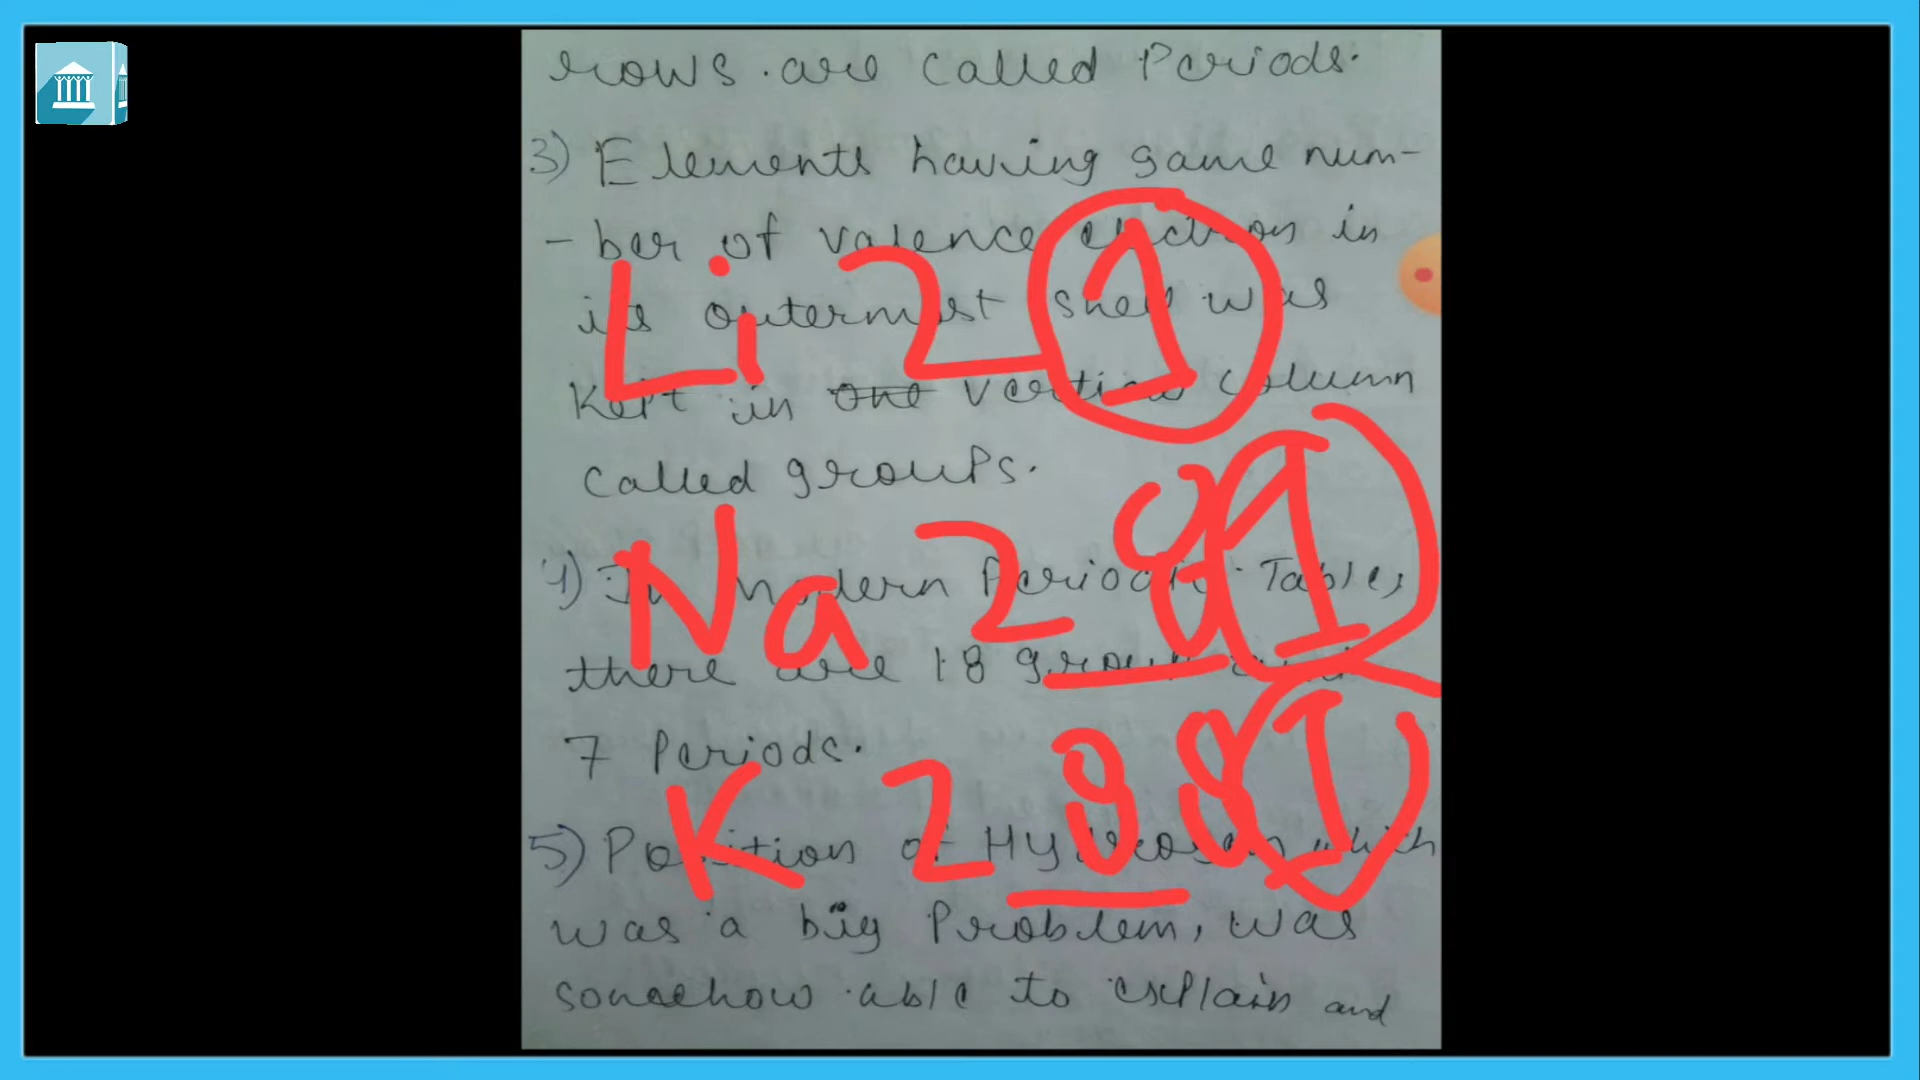 rows are called Periods.
3) Elements having same num-
- ber of valence electron in
its outermost shell was
Li 2 1
Kept in one vertical column
called groups.
Na 2 8 1
4) In modern Periodic Table,
there are 18 groups and
7 Periods.
K 2 8 8 1
5) Position of Hydrogen which
was a big Problem, was
somehow able to explain and